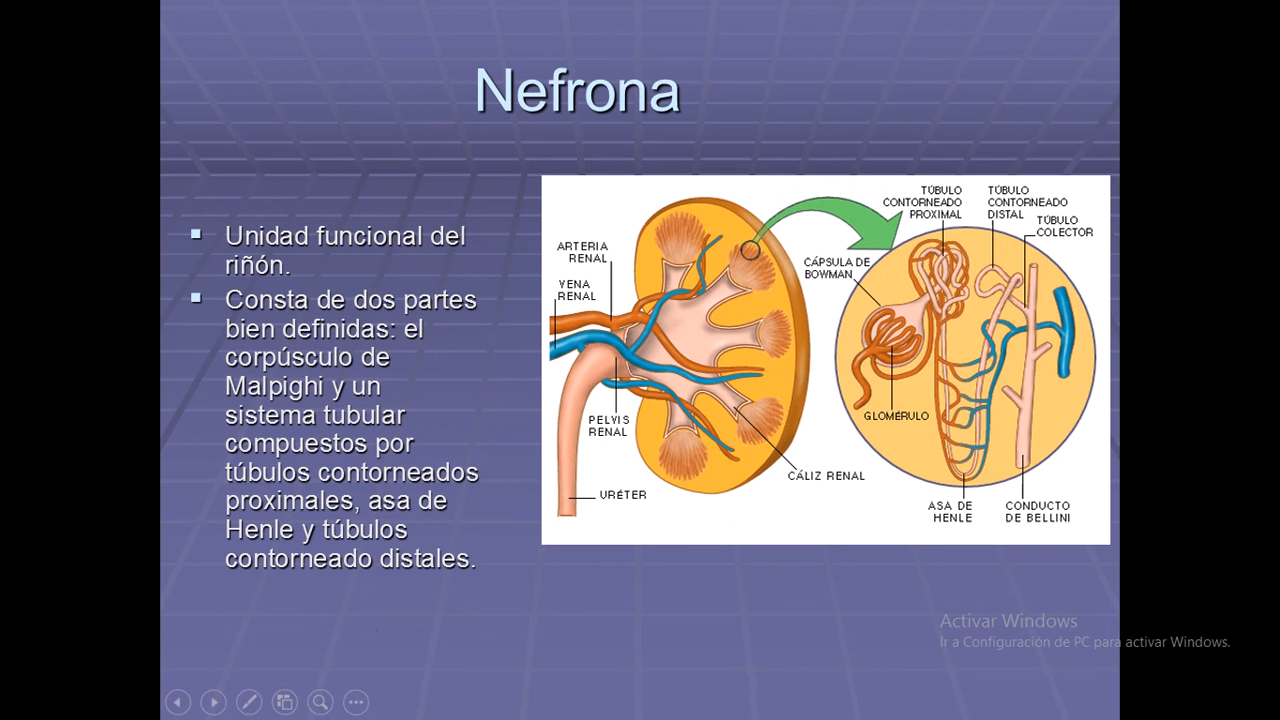 Nefrona
Unidad funcional del
riñón.
Consta de dos partes
bien definidas: el
corpúsculo de
Malpighi y un
sistema tubular
compuestos por
túbulos contorneados
proximales, asa de
Henle y túbulos
contorneado distales.
ARTERIA
RENAL
VENA
RENAL
PELVIS
RENAL
URÉTER
CÁLIZ RENAL
TÚBULO
CONTORNEADO
PROXIMAL
TÚBULO
CONTORNEADO
DISTAL
TÚBULO
COLECTOR
CÁPSULA DE
BOWMAN
GLOMÉRULO
ASA DE
HENLE
CONDUCTO
DE BELLINI
Activar Windows
Ir a Configuración de PC para activar Windows.